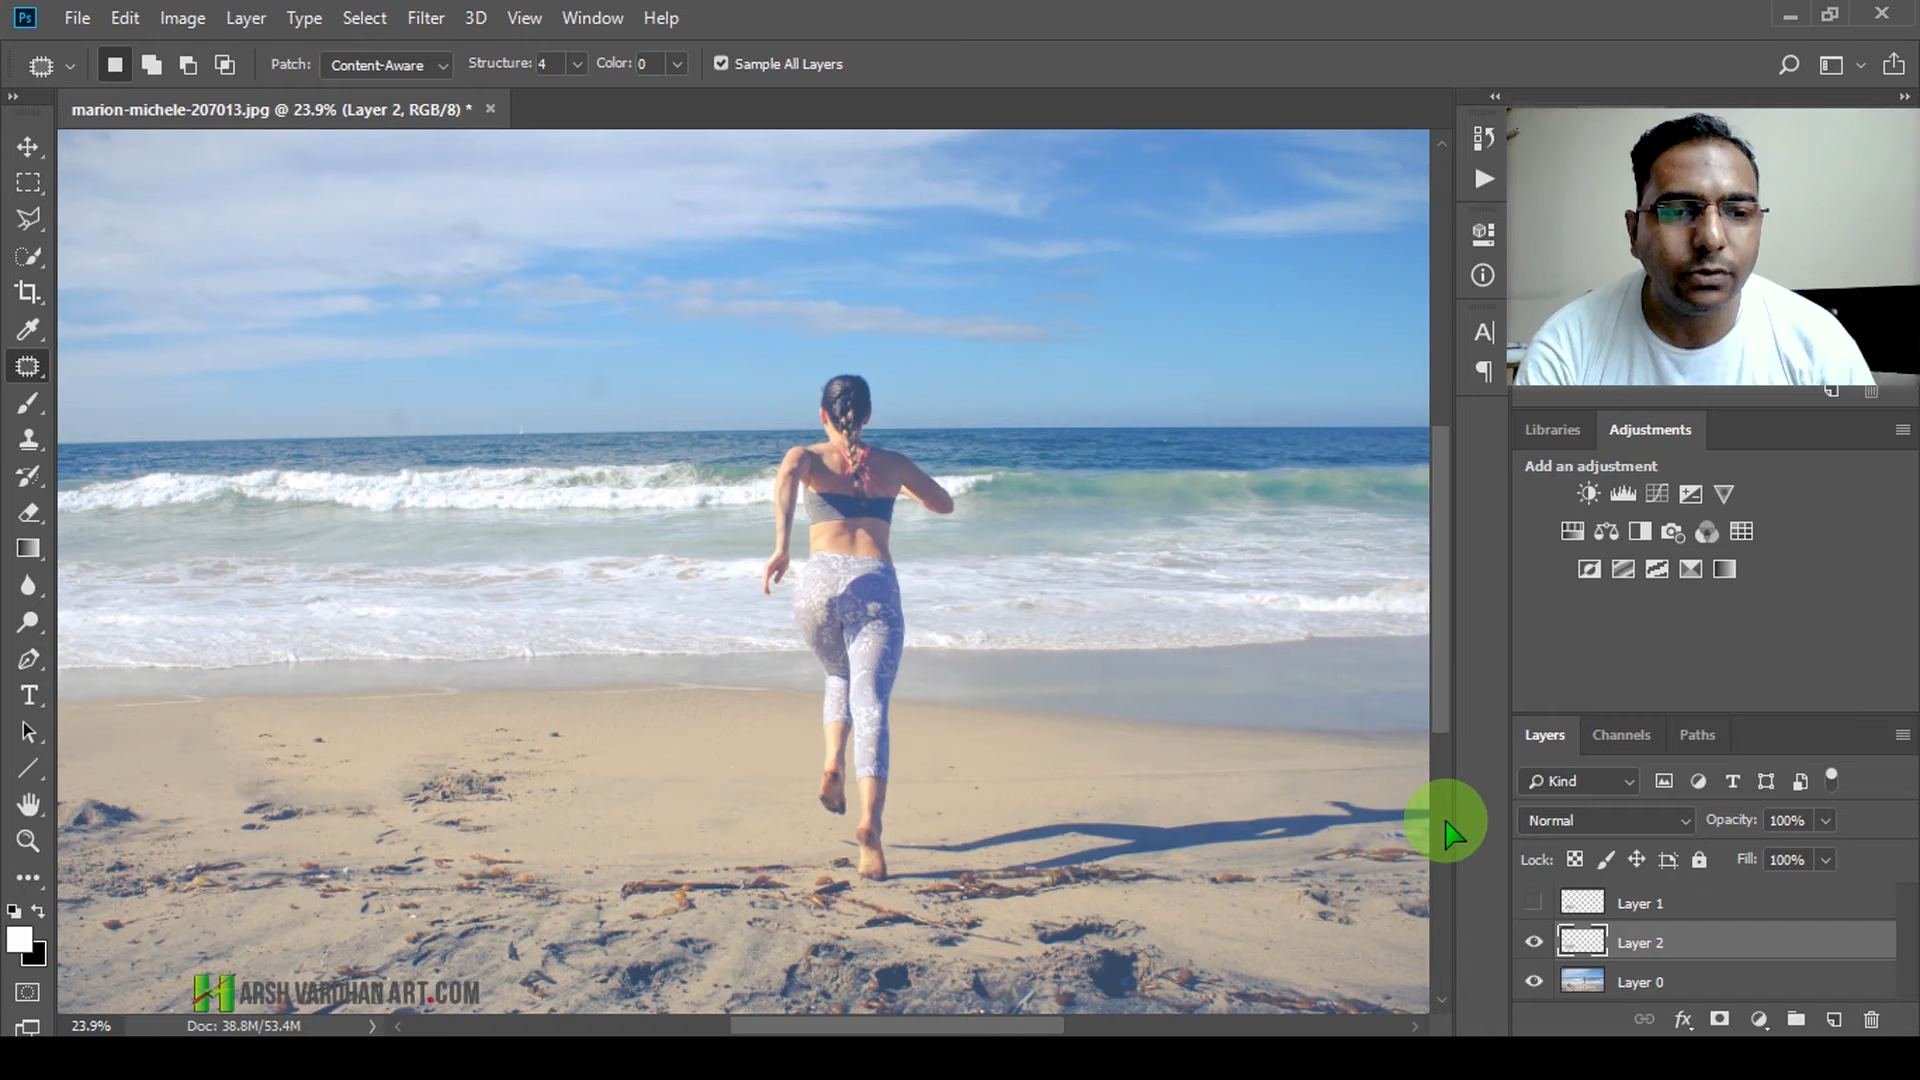 Ps File Edit Image Layer Type Select Filter 3D View Window Help
Patch: Content-Aware Structure: 4 Color: 0 Sample All Layers
marion-michele-207013.jpg @ 23.9% (Layer 2, RGB/8) *
Libraries Adjustments
Add an adjustment
Layers Channels Paths
Kind
Normal Opacity: 100%
Lock: Fill: 100%
Layer 1
Layer 2
Layer 0
HARSH VARDHAN ART.COM
23.9% Doc: 38.8M/53.4M